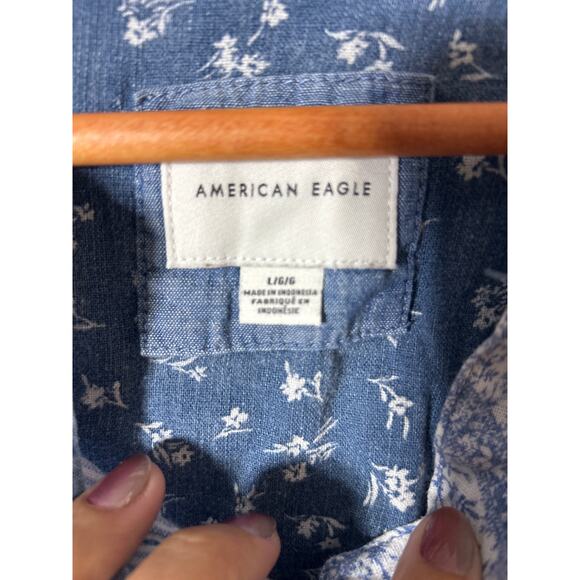 AMERICAN EAGLE
L/G/G
MADE IN INDONESIA
FABRIQUÉ EN
INDONÉSIE